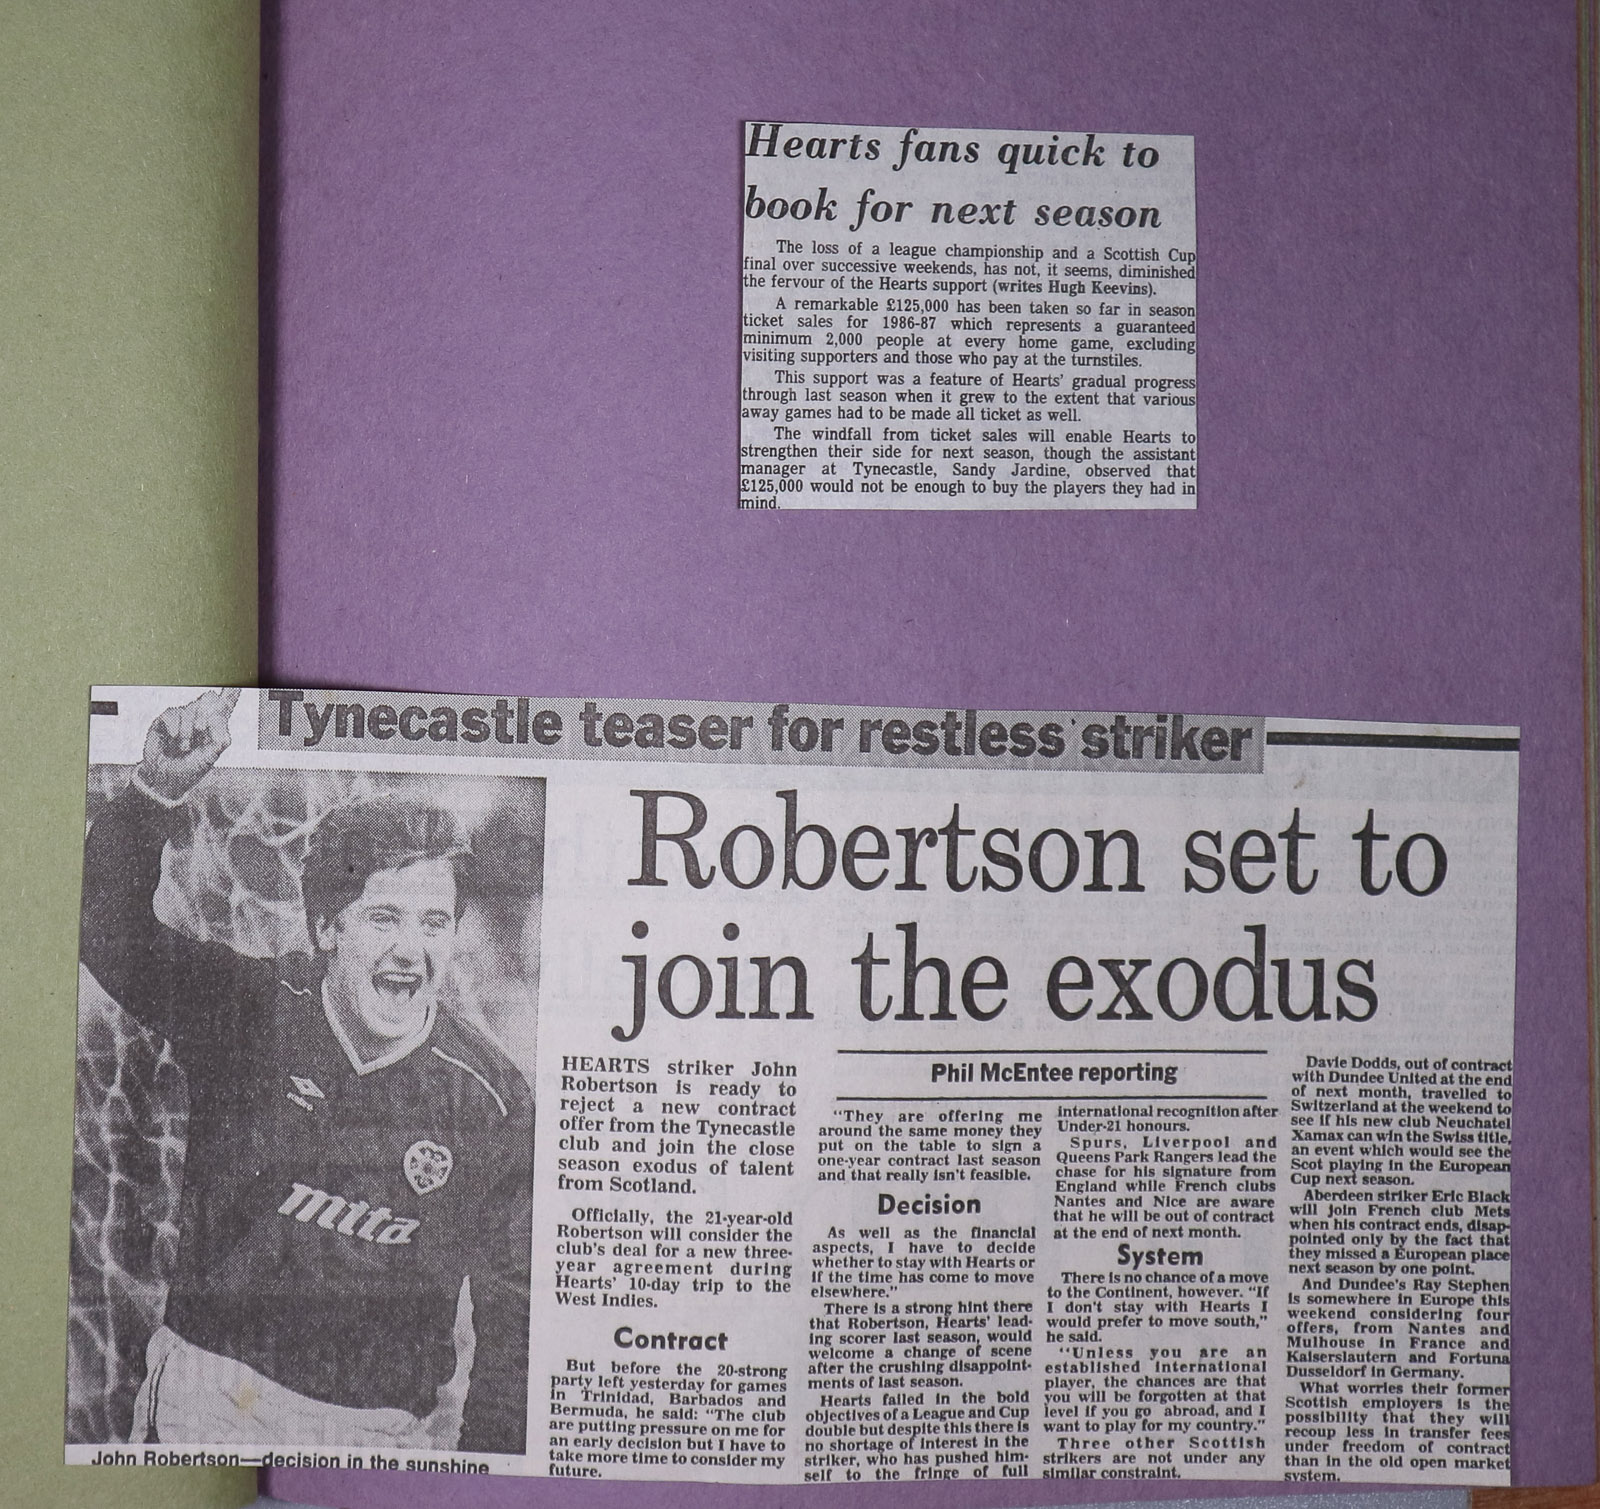 Hearts fans quick to
book for next season
The loss of a league championship and a Scottish Cup
final over successive weekends, has not, it seems, diminished
the fervour of the Hearts support (writes Hugh Keevins).
A remarkable £125,000 has been taken so far in season
ticket sales for 1986-87 which represents a guaranteed
minimum 2,000 people at every home game, excluding
visiting supporters and those who pay at the turnstiles.
This support was a feature of Hearts' gradual progress
through last season when it grew to the extent that various
away games had to be made all ticket as well.
The windfall from ticket sales will enable Hearts to
strengthen their side for next season, though the assistant
manager at Tynecastle, Sandy Jardine, observed that
£125,000 would not be enough to buy the players they had in
mind.
Tynecastle teaser for restless striker
Robertson set to
join the exodus
mita
John Robertson—decision in the sunshine
HEARTS striker John
Robertson is ready to
reject a new contract
offer from the Tynecastle
club and join the close
season exodus of talent
from Scotland.
Officially, the 21-year-old
Robertson will consider the
club's deal for a new three-
year agreement during
Hearts' 10-day trip to the
West Indies.
Contract
But before the 20-strong
party left yesterday for games
in Trinidad, Barbados and
Bermuda, he said: "The club
are putting pressure on me for
an early decision but I have to
take more time to consider my
future.
Phil McEntee reporting
"They are offering me
around the same money they
put on the table to sign a
one-year contract last season
and that really isn't feasible.
Decision
As well as the financial
aspects, I have to decide
whether to stay with Hearts or
if the time has come to move
elsewhere."
There is a strong hint there
that Robertson, Hearts' lead-
ing scorer last season, would
welcome a change of scene
after the crushing disappoint-
ments of last season.
Hearts failed in the bold
objectives of a League and Cup
double but despite this there is
no shortage of interest in the
striker, who has pushed him-
self to the fringe of full
international recognition after
Under-21 honours.
Spurs, Liverpool and
Queens Park Rangers lead the
chase for his signature from
England while French clubs
Nantes and Nice are aware
that he will be out of contract
at the end of next month.
System
There is no chance of a move
to the Continent, however. "If
I don't stay with Hearts I
would prefer to move south,"
he said.
"Unless you are an
established international
player, the chances are that
you will be forgotten at that
level if you go abroad, and I
want to play for my country."
Three other Scottish
strikers are not under any
similar constraint.
Davie Dodds, out of contract
with Dundee United at the end
of next month, travelled to
Switzerland at the weekend to
see if his new club Neuchatel
Xamax can win the Swiss title,
an event which would see the
Scot playing in the European
Cup next season.
Aberdeen striker Eric Black
will join French club Mets
when his contract ends, disap-
pointed only by the fact that
they missed a European place
next season by one point.
And Dundee's Ray Stephen
is somewhere in Europe this
weekend considering four
offers, from Nantes and
Mulhouse in France and
Kaiserslautern and Fortuna
Dusseldorf in Germany.
What worries their former
Scottish employers is the
possibility that they will
recoup less in transfer fees
under freedom of contract
than in the old open market
system.